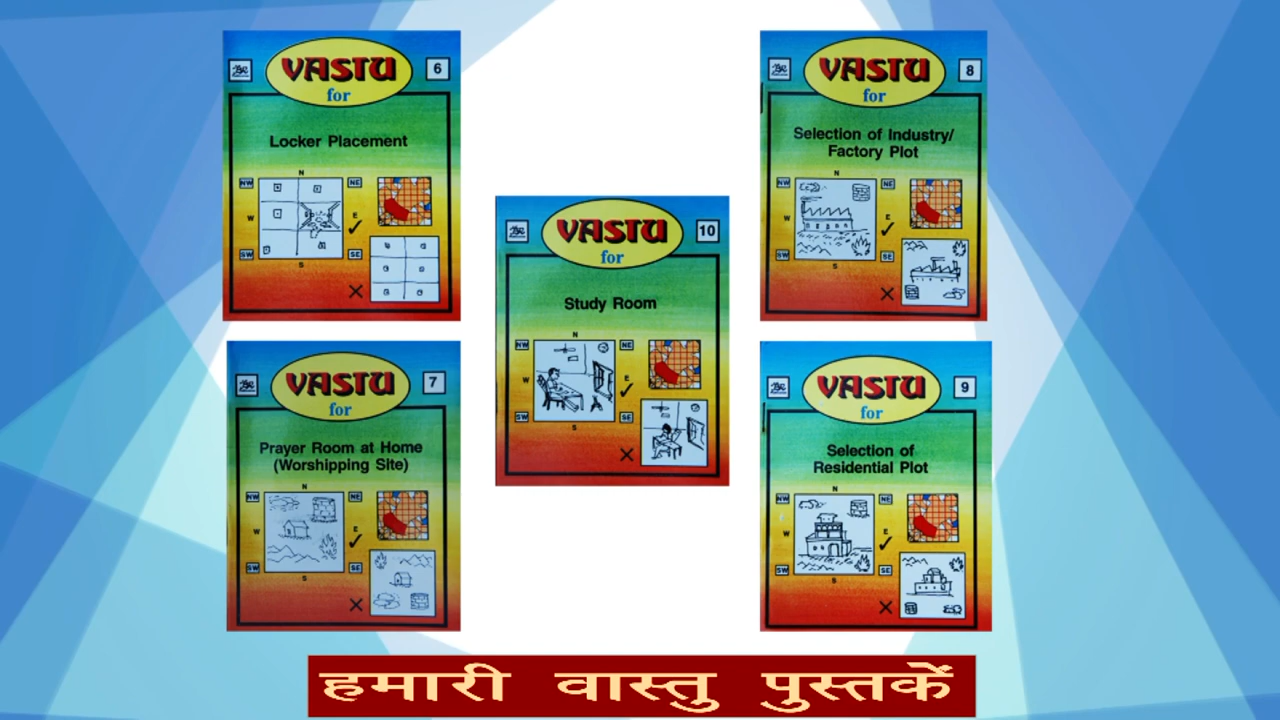 VASTU
6
for
Locker Placement
N
NW
NE
W
E
SW
SE
S
VASTU
7
for
Prayer Room at Home
(Worshipping Site)
N
NW
NE
W
E
SW
SE
S
VASTU
10
for
Study Room
N
NW
NE
W
E
SW
SE
S
VASTU
8
for
Selection of Industry/
Factory Plot
N
NW
NE
W
E
SW
SE
S
VASTU
9
for
Selection of
Residential Plot
N
NW
NE
W
E
SW
SE
S
हमारी वास्तु पुस्तकें